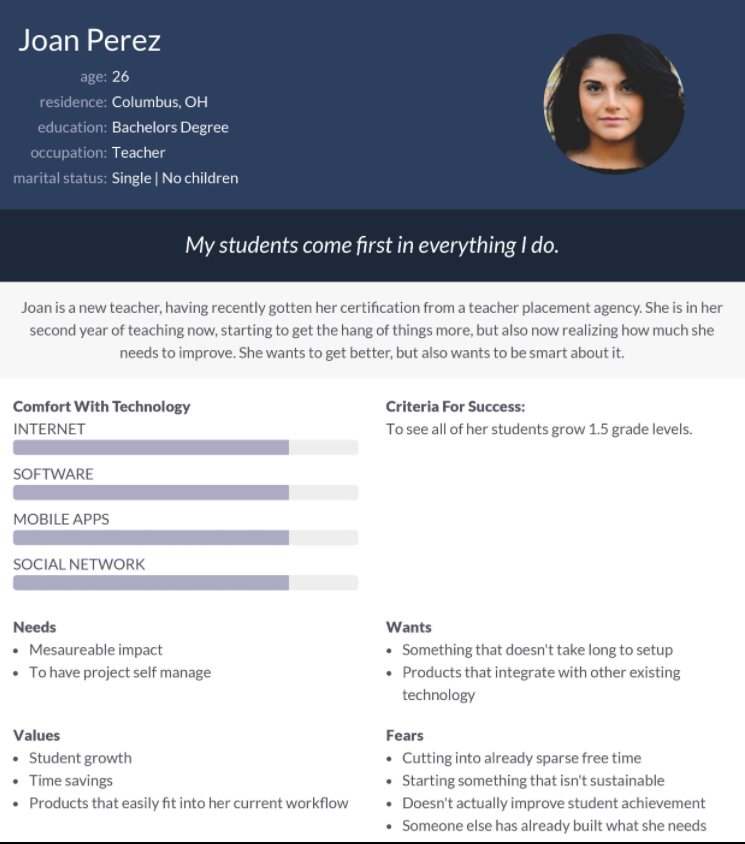 Joan Perez
age: 26
residence: Columbus, OH
education: Bachelors Degree
occupation: Teacher
marital status: Single | No children
My students come first in everything I do.
Joan is a new teacher, having recently gotten her certification from a teacher placement agency. She is in her
second year of teaching now, starting to get the hang of things more, but also now realizing how much she
needs to improve. She wants to get better, but also wants to be smart about it.
Comfort With Technology
INTERNET
SOFTWARE
MOBILE APPS
SOCIAL NETWORK
Criteria For Success:
To see all of her students grow 1.5 grade levels.
Needs
• Mesaureable impact
• To have project self manage
Wants
• Something that doesn't take long to setup
• Products that integrate with other existing
technology
Values
• Student growth
• Time savings
• Products that easily fit into her current workflow
Fears
• Cutting into already sparse free time
• Starting something that isn't sustainable
• Doesn't actually improve student achievement
• Someone else has already built what she needs